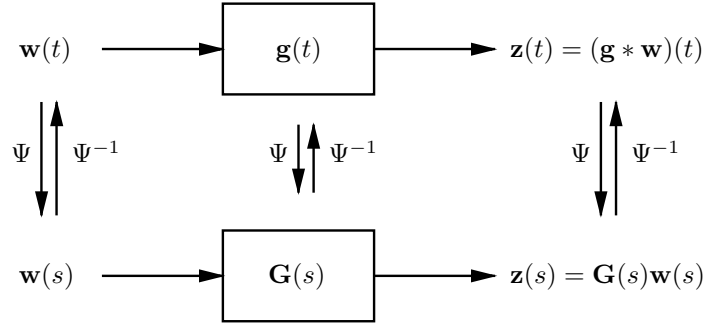 𝐰(t) 𝐠(t) 𝐳(t) = (𝐠 ∗ 𝐰)(t)
Ψ Ψ⁻¹ Ψ Ψ⁻¹ Ψ Ψ⁻¹
𝐰(s) 𝐆(s) 𝐳(s) = 𝐆(s)𝐰(s)